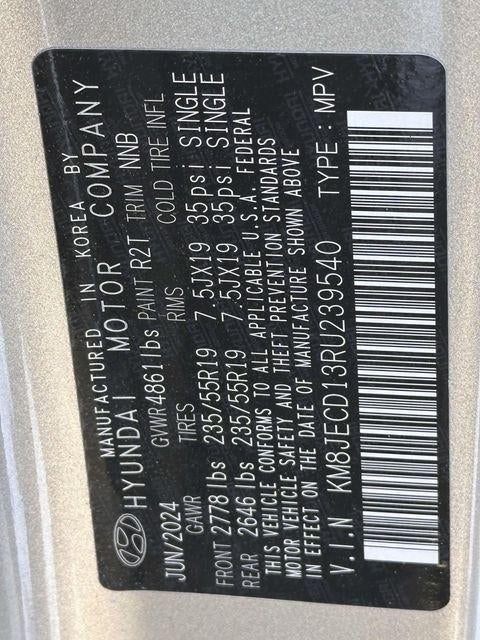 MANUFACTURED IN KOREA BY
HYUNDAI MOTOR COMPANY
JUN/2024 GVWR4861lbs PAINT R2T TRIM NNB
GAWR TIRES RMS COLD TIRE INFL
FRONT 2778 lbs 235/55R19 7.5JX19 35psi SINGLE
REAR 2646 lbs 235/55R19 7.5JX19 35psi SINGLE
THIS VEHICLE CONFORMS TO ALL APPLICABLE U.S.A. FEDERAL
MOTOR VEHICLE SAFETY AND THEFT PREVENTION STANDARDS
IN EFFECT ON THE DATE OF MANUFACTURE SHOWN ABOVE
V.I.N KM8JECD13RU239540 TYPE : MPV